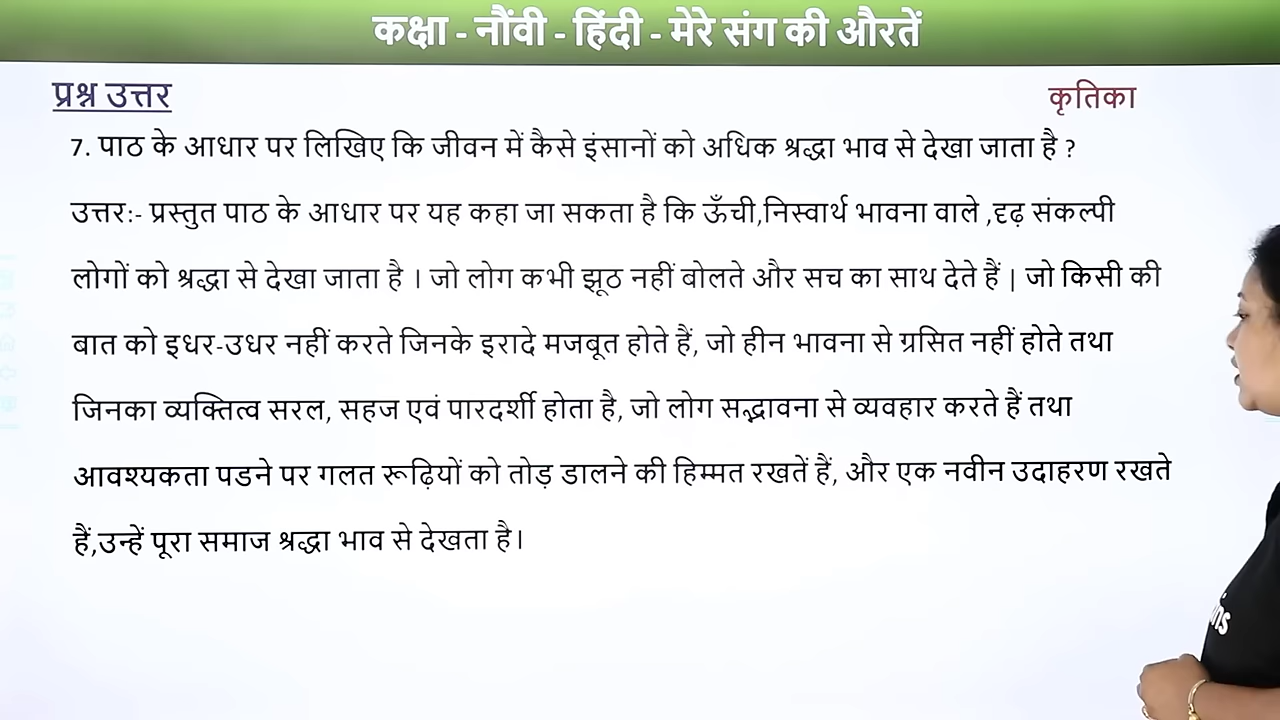 कक्षा - नौंवी - हिंदी - मेरे संग की औरतें
प्रश्न उत्तर
कृतिका
7. पाठ के आधार पर लिखिए कि जीवन में कैसे इंसानों को अधिक श्रद्धा भाव से देखा जाता है ?
उत्तर:- प्रस्तुत पाठ के आधार पर यह कहा जा सकता है कि ऊँची,निस्वार्थ भावना वाले ,दृढ़ संकल्पी
लोगों को श्रद्धा से देखा जाता है । जो लोग कभी झूठ नहीं बोलते और सच का साथ देते हैं | जो किसी की
बात को इधर-उधर नहीं करते जिनके इरादे मजबूत होते हैं, जो हीन भावना से ग्रसित नहीं होते तथा
जिनका व्यक्तित्व सरल, सहज एवं पारदर्शी होता है, जो लोग सद्भावना से व्यवहार करते हैं तथा
आवश्यकता पडने पर गलत रूढ़ियों को तोड़ डालने की हिम्मत रखतें हैं, और एक नवीन उदाहरण रखते
हैं,उन्हें पूरा समाज श्रद्धा भाव से देखता है।